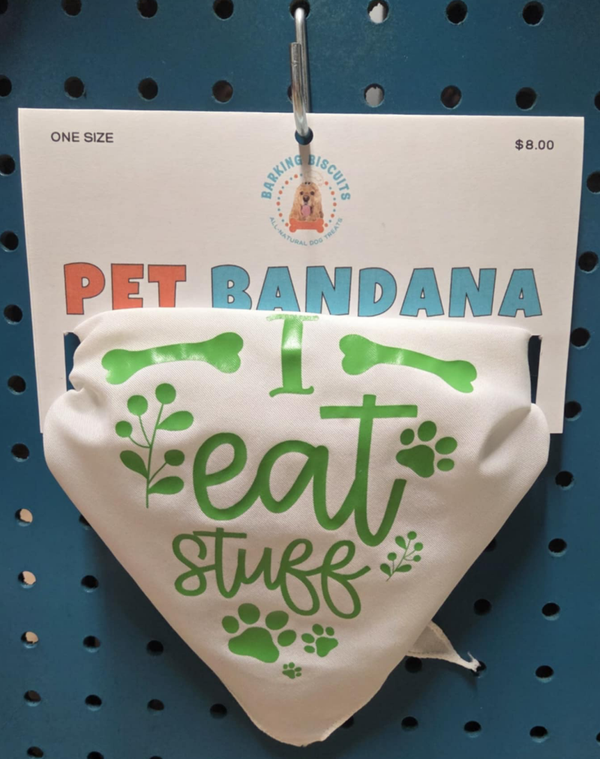 ONE SIZE
$8.00
BARKING BISCUITS
ALL NATURAL DOG TREATS
PET BANDANA
I
eat
stuff